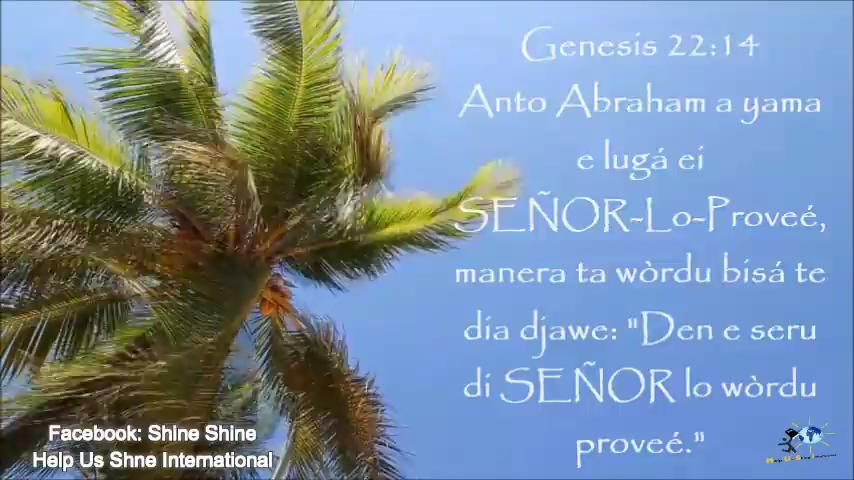 Genesis 22:14
Anto Abraham a yama
e lugá ei
SEÑOR-Lo-Proveé,
manera ta wòrdu bisá te
dia djawe: "Den e seru
di SEÑOR lo wòrdu
proveé."
Facebook: Shine Shine
Help Us Shne International